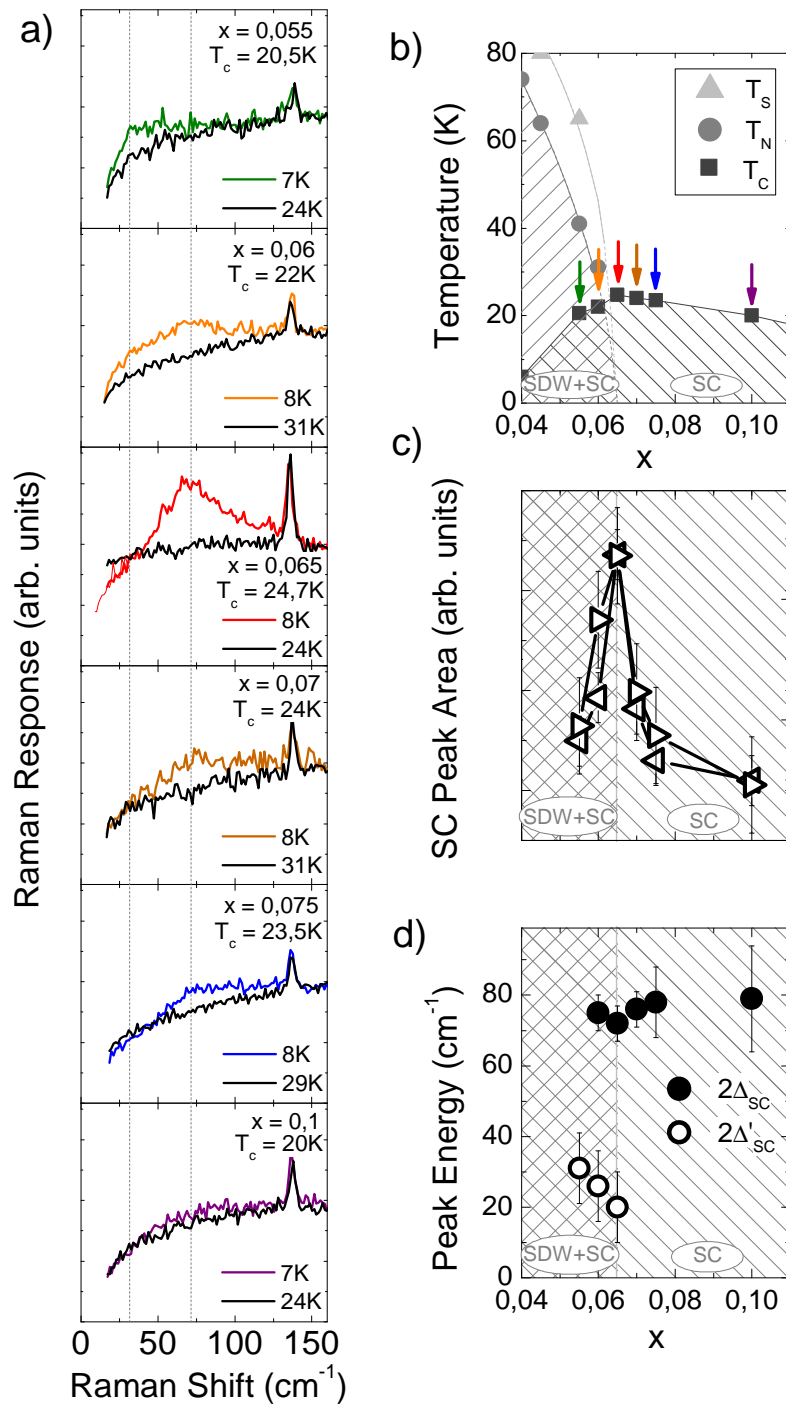 a)
Raman Response (arb. units)
x = 0,055
T_c = 20,5K
7K
24K
x = 0,06
T_c = 22K
8K
31K
x = 0,065
T_c = 24,7K
8K
24K
x = 0,07
T_c = 24K
8K
31K
x = 0,075
T_c = 23,5K
8K
29K
x = 0,1
T_c = 20K
7K
24K
0 50 100 150
Raman Shift (cm⁻¹)
b)
Temperature (K)
80
60
40
20
0
T_S
T_N
T_C
SDW+SC SC
0,04 0,06 0,08 0,10
x
c)
SC Peak Area (arb. units)
SDW+SC SC
d)
Peak Energy (cm⁻¹)
80
60
40
20
0
2Δ_SC
2Δ'_SC
SDW+SC SC
0,04 0,06 0,08 0,10
x